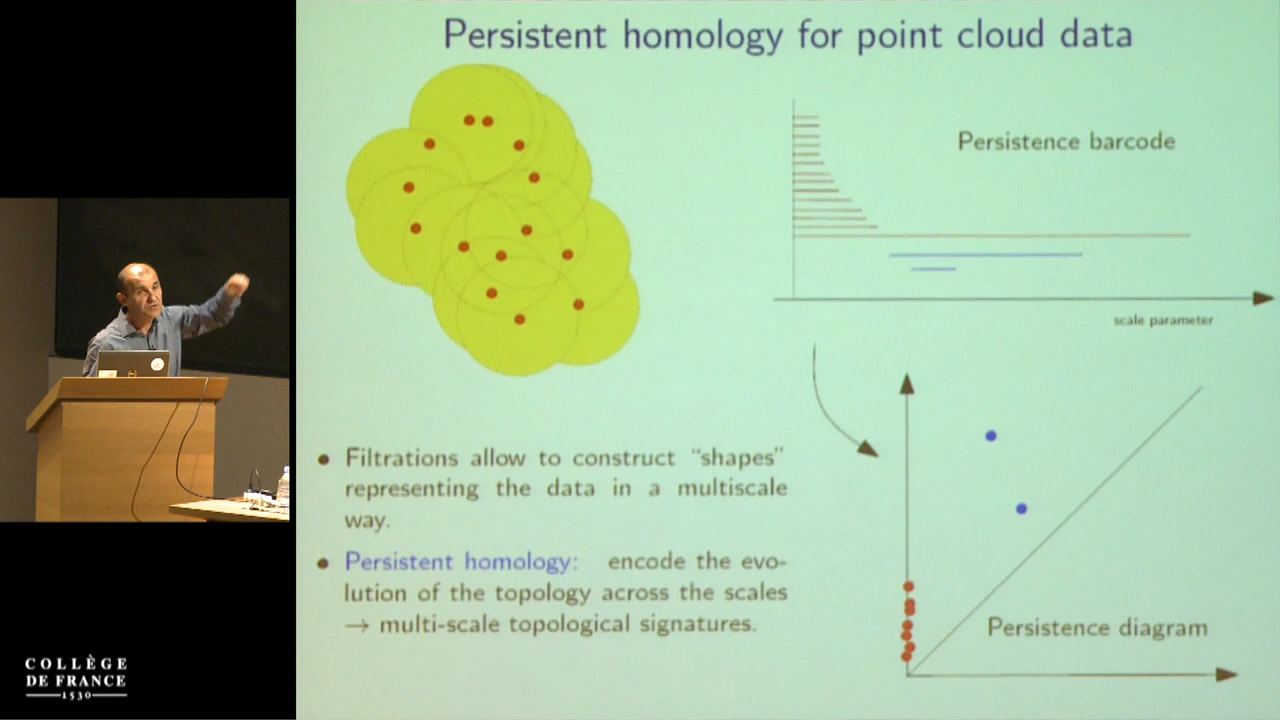 Persistent homology for point cloud data
Persistence barcode
scale parameter
• Filtrations allow to construct “shapes”
representing the data in a multiscale
way.
• Persistent homology: encode the evo-
lution of the topology across the scales
→ multi-scale topological signatures.
Persistence diagram
COLLÈGE
DE FRANCE
1530